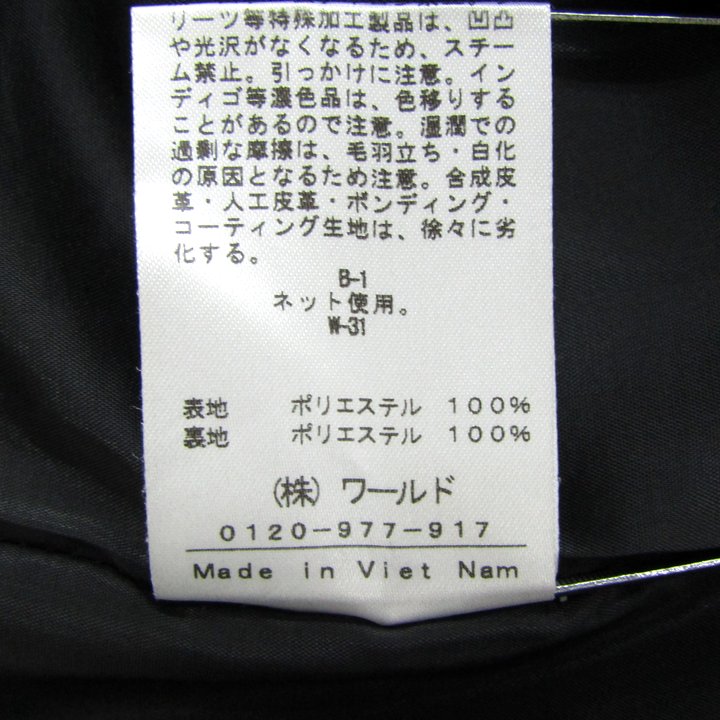 リーツ等特殊加工製品は、凹凸
や光沢がなくなるため、スチー
ム禁止。引っかけに注意。イン
ディゴ等濃色品は、色移りする
ことがあるので注意。湿潤での
過剰な摩擦は、毛羽立ち・白化
の原因となるため注意。合成皮
革・人工皮革・ボンディング・
コーティング生地は、徐々に劣
化する。
B-1
ネット使用。
W-31
表地 ポリエステル 100%
裏地 ポリエステル 100%
(株)ワールド
0120-977-917
Made in Viet Nam